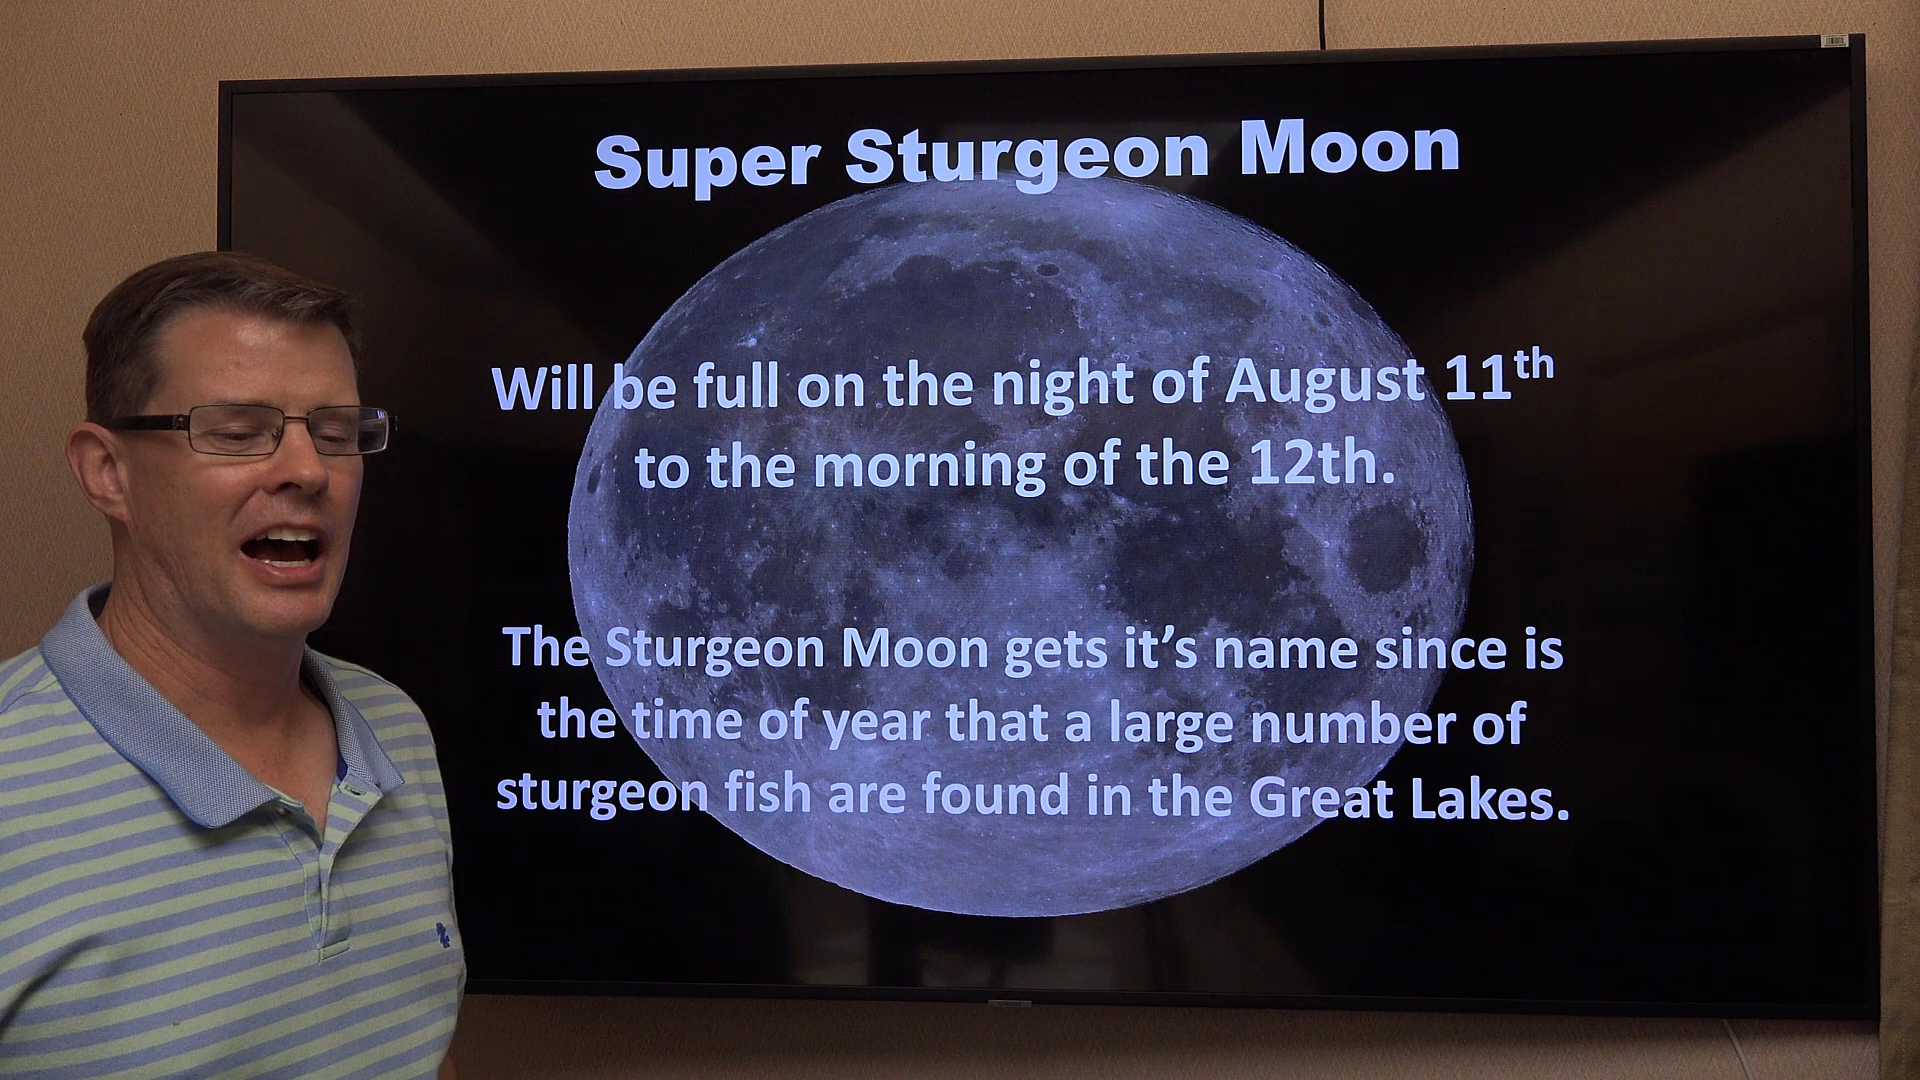 Super Sturgeon Moon
Will be full on the night of August 11th
to the morning of the 12th.
The Sturgeon Moon gets it’s name since is
the time of year that a large number of
sturgeon fish are found in the Great Lakes.